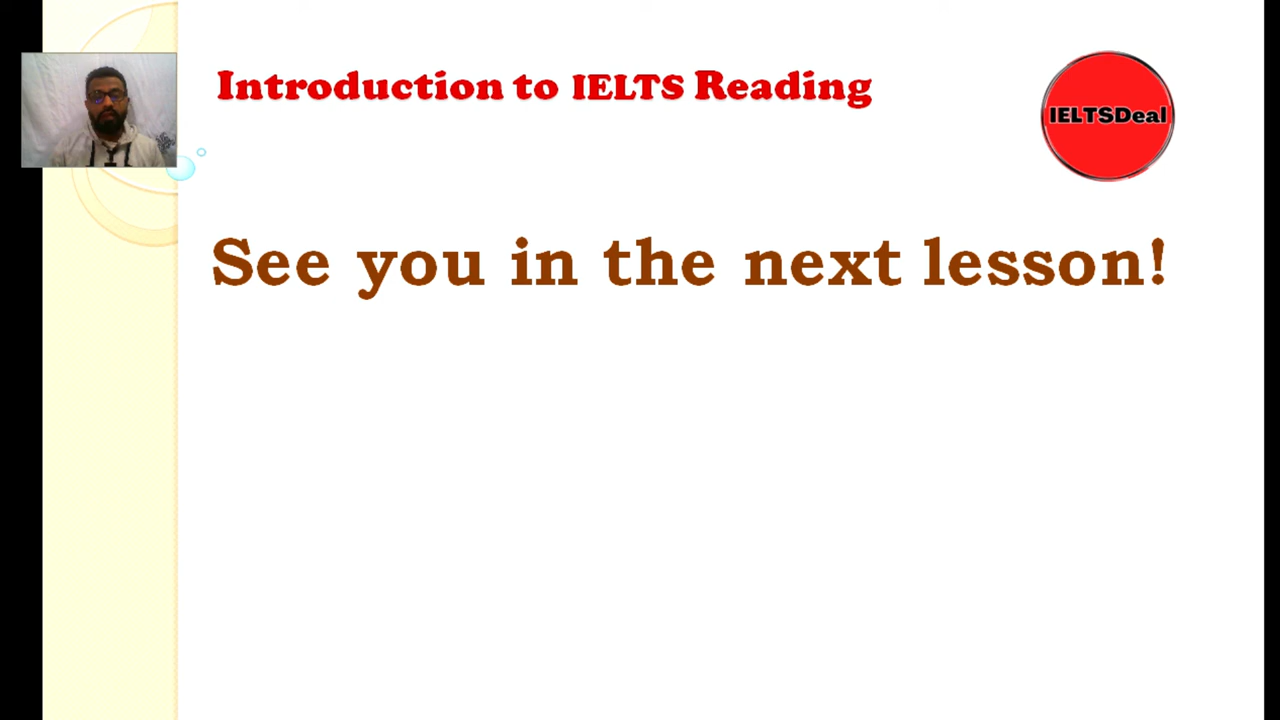 Introduction to IELTS Reading
IELTSDeal
See you in the next lesson!